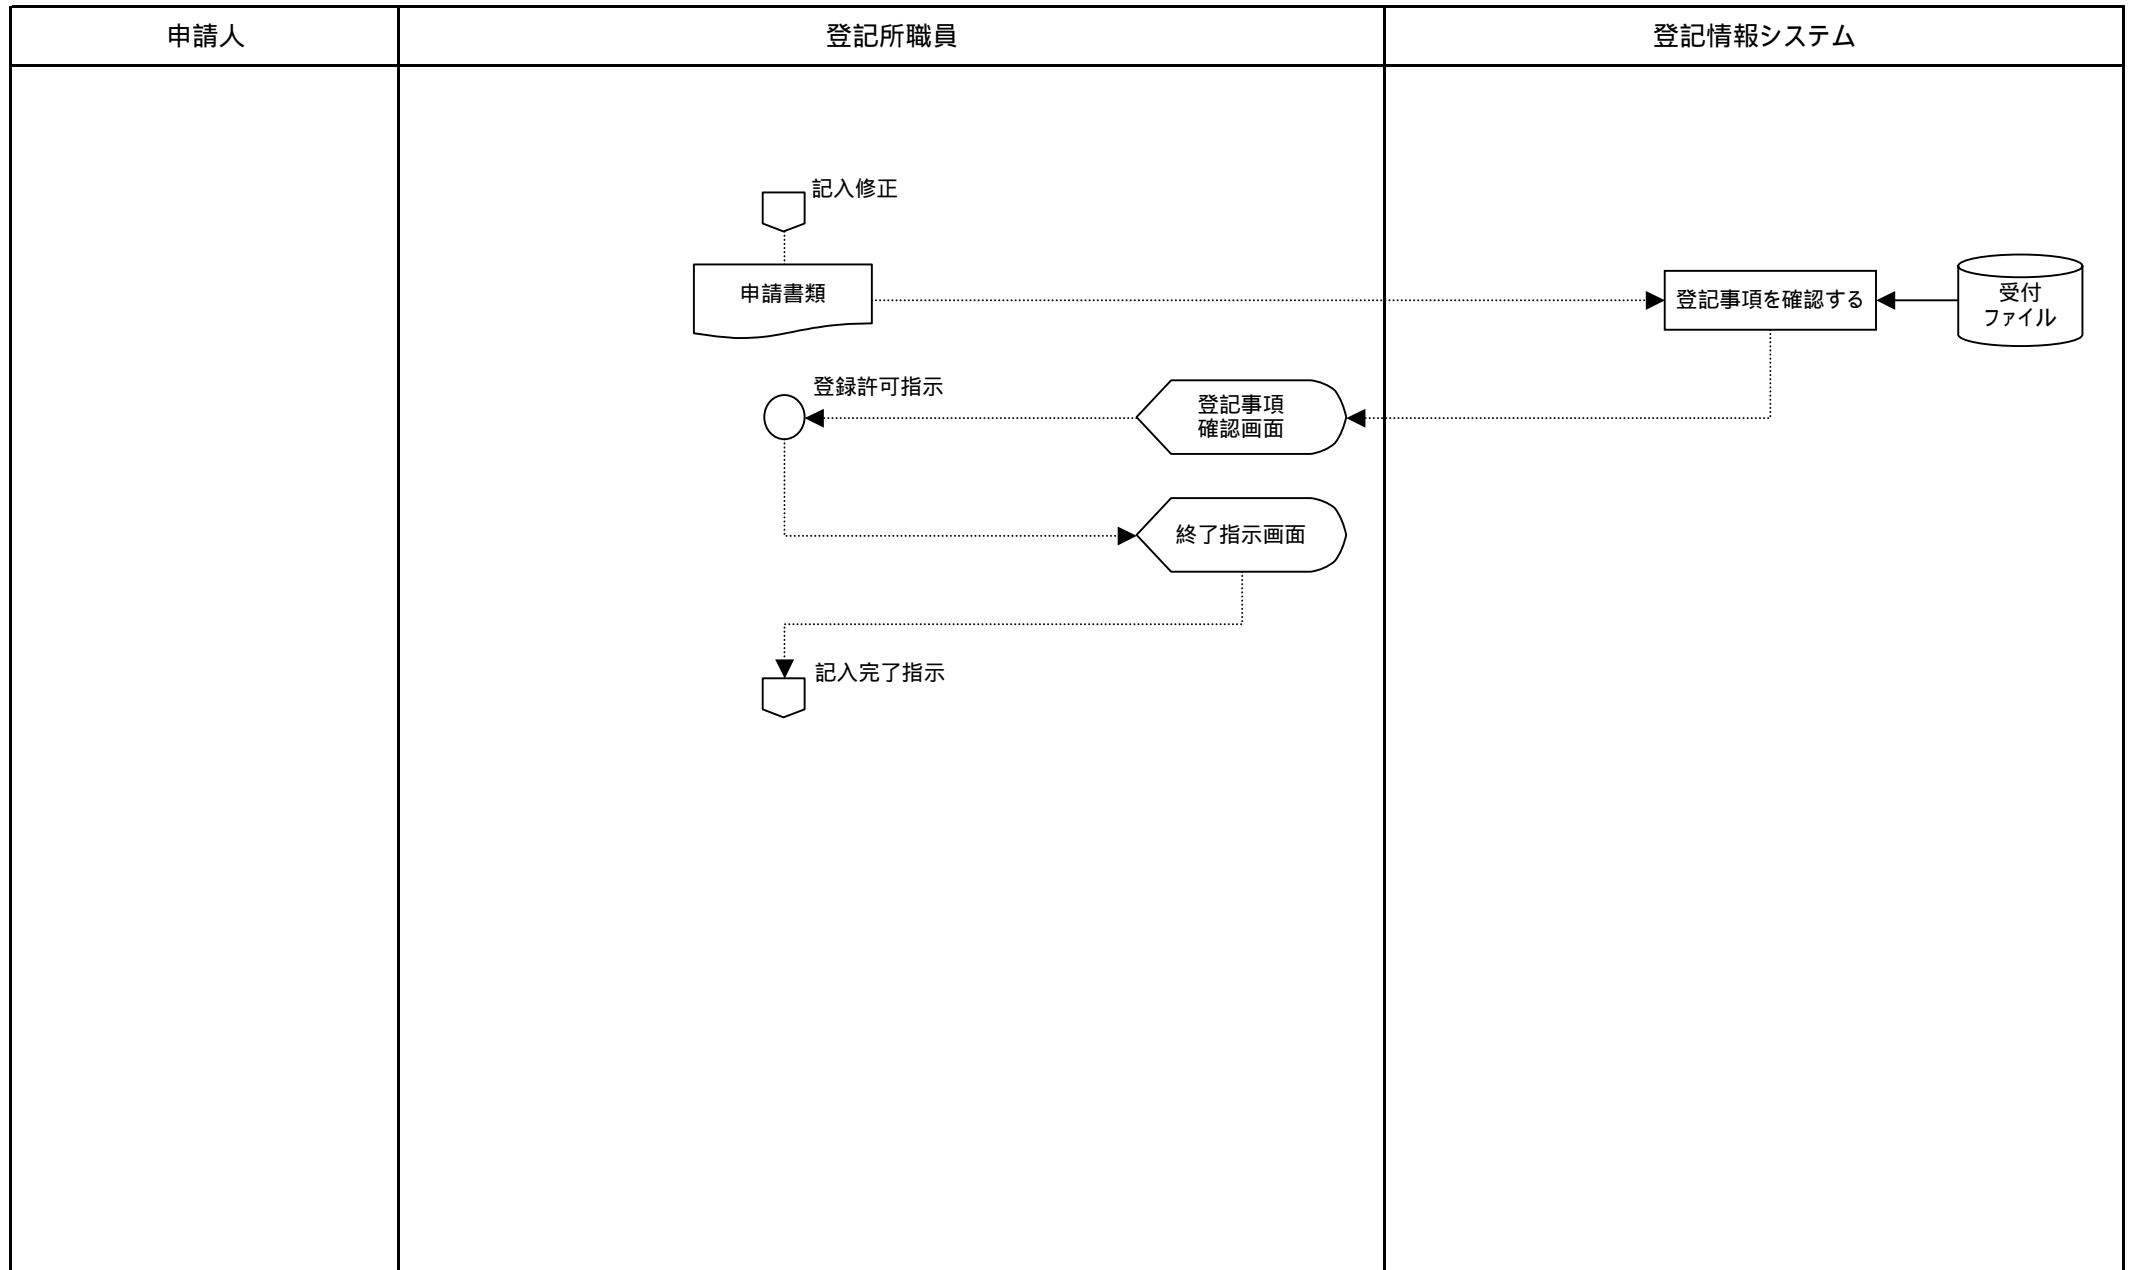 申請人
登記所職員
登記情報システム
記入修正
申請書類
登記事項を確認する
受付
ファイル
登録許可指示
登記事項
確認画面
終了指示画面
記入完了指示